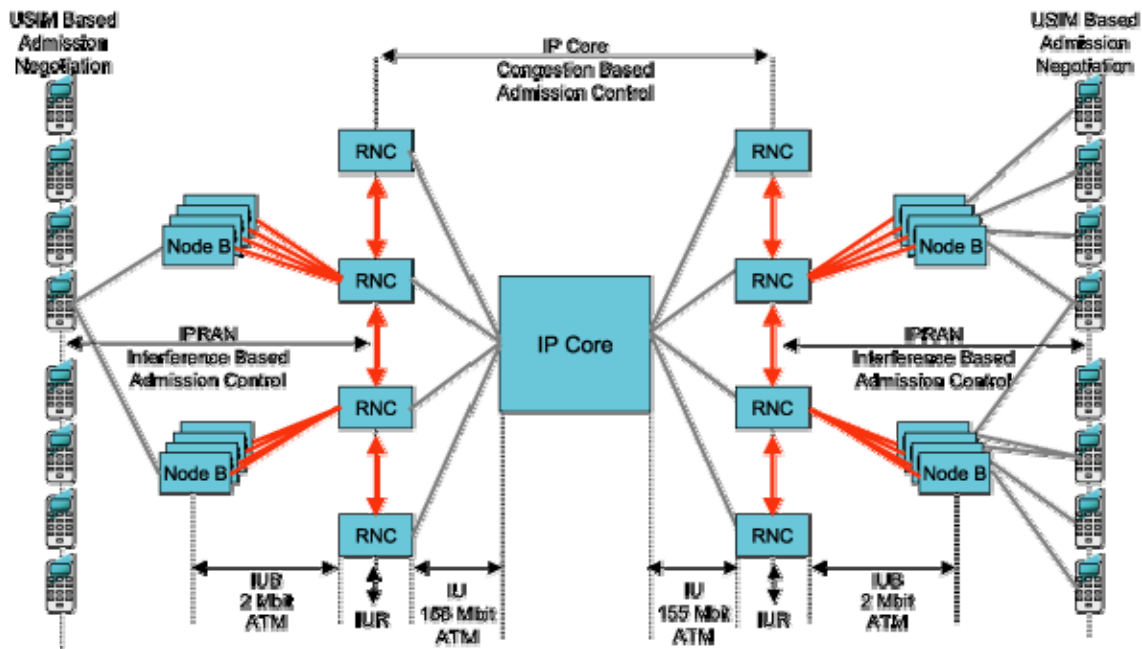 USIM Based
Admission
Negotiation
IP Core
Congestion Based
Admission Control
USIM Based
Admission
Negotiation
RNC
RNC
Node B
RNC
RNC
Node B
IP Core
IPRAN
Interference Based
Admission Control
IPRAN
Interference Based
Admission Control
RNC
RNC
Node B
Node B
RNC
RNC
IUB
2 Mbit
ATM
IUR
IU
155 Mbit
ATM
IU
155 Mbit
ATM
IUR
IUB
2 Mbit
ATM